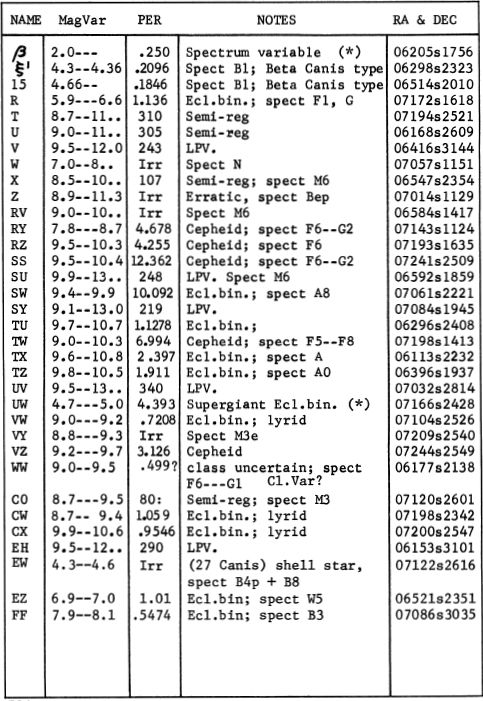 NAME MagVar PER NOTES RA & DEC
β 2.0--- .250 Spectrum variable (*) 06205s1756
ξ¹ 4.3--4.36 .2096 Spect B1; Beta Canis type 06298s2323
15 4.66-- .1846 Spect B1; Beta Canis type 06514s2010
R 5.9---6.6 1.136 Ecl.bin.; spect F1, G 07172s1618
T 8.7--11.. 310 Semi-reg 07194s2521
U 9.0--11.. 305 Semi-reg 06168s2609
V 9.5--12.0 243 LPV. 06416s3144
W 7.0---8.. Irr Spect N 07057s1151
X 8.5--10.. 107 Semi-reg; spect M6 06547s2354
Z 8.9--11.3 Irr Erratic, spect Bep 07014s1129
RV 9.0--10.. Irr Spect M6 06584s1417
RY 7.8---8.7 4.678 Cepheid; spect F6--G2 07143s1124
RZ 9.5--10.3 4.255 Cepheid; spect F6 07193s1635
SS 9.5--10.4 12.362 Cepheid; spect F6--G2 07241s2509
SU 9.9--13.. 248 LPV. Spect M6 06592s1859
SW 9.4--9.9 10.092 Ecl.bin.; spect A8 07061s2221
SY 9.1--13.0 219 LPV. 07084s1945
TU 9.7--10.7 1.1278 Ecl.bin.; 06296s2408
TW 9.0--10.3 6.994 Cepheid; spect F5--F8 07198s1413
TX 9.6--10.8 2.397 Ecl.bin.; spect A 06113s2232
TZ 9.8--10.5 1.911 Ecl.bin.; spect A0 06396s1937
UV 9.5--13.. 340 LPV. 07032s2814
UW 4.7---5.0 4.393 Supergiant Ecl.bin. (*) 07166s2428
VW 9.0---9.2 .7208 Ecl.bin.; lyrid 07104s2526
VY 8.8---9.3 Irr Spect M3e 07209s2540
VZ 9.2---9.7 3.126 Cepheid 07244s2549
WW 9.0--9.5 .499? class uncertain; spect 06177s2138
F6---G1 Cl.Var?
CO 8.7---9.5 80: Semi-reg; spect M3 07120s2601
CW 8.7-- 9.4 1.059 Ecl.bin.; lyrid 07198s2342
CX 9.9--10.6 .9546 Ecl.bin.; lyrid 07200s2547
EH 9.5--12.. 290 LPV. 06153s3101
EW 4.3--4.6 Irr (27 Canis) shell star, 07122s2616
spect B4p + B8
EZ 6.9--7.0 1.01 Ecl.bin; spect W5 06521s2351
FF 7.9--8.1 .5474 Ecl.bin; spect B3 07086s3035